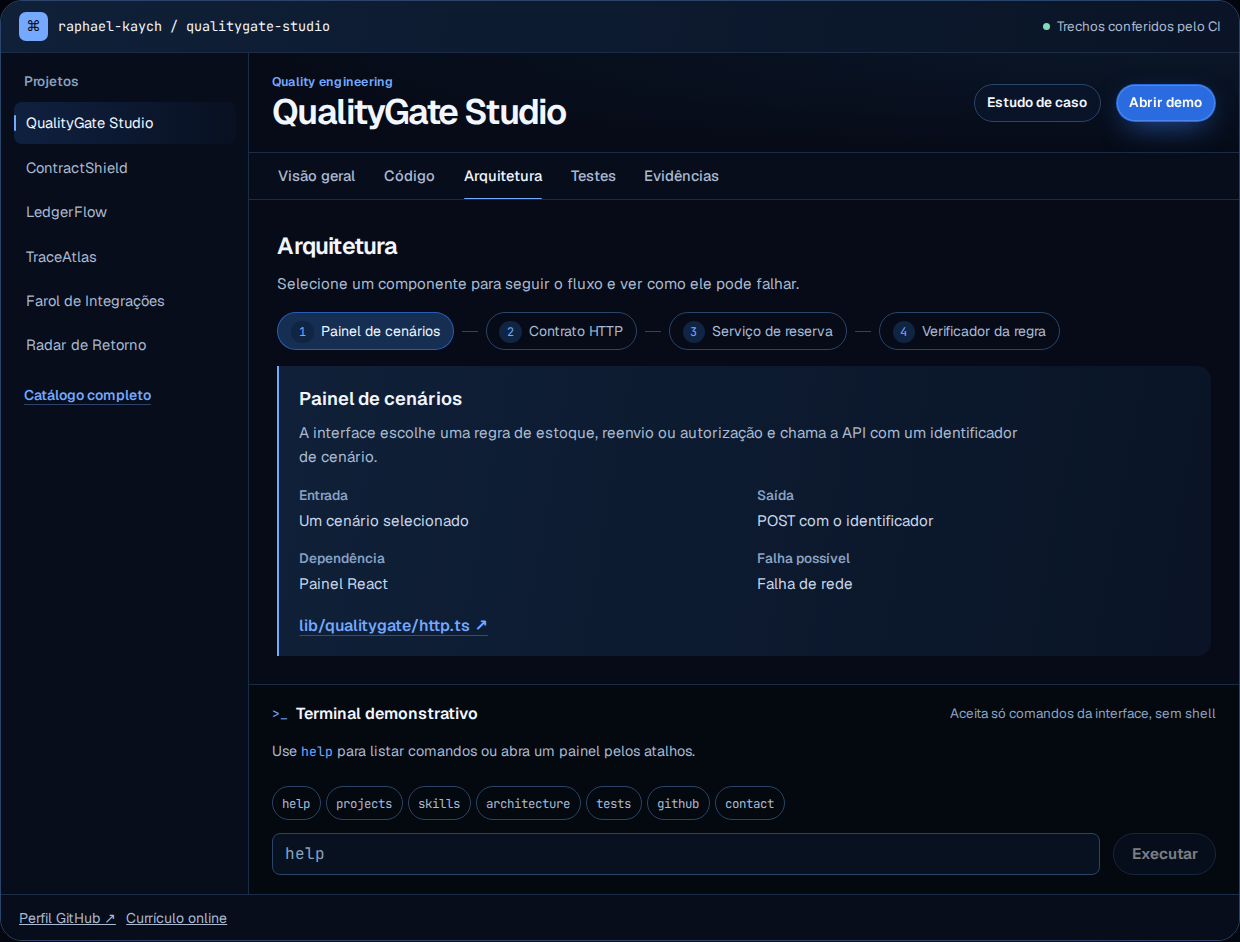 ⌘ raphael-kaych / qualitygate-studio
Trechos conferidos pelo CI
Projetos
QualityGate Studio
ContractShield
LedgerFlow
TraceAtlas
Farol de Integrações
Radar de Retorno
Catálogo completo
Quality engineering
QualityGate Studio
Estudo de caso
Abrir demo
Visão geral
Código
Arquitetura
Testes
Evidências
Arquitetura
Selecione um componente para seguir o fluxo e ver como ele pode falhar.
1 Painel de cenários
2 Contrato HTTP
3 Serviço de reserva
4 Verificador da regra
Painel de cenários
A interface escolhe uma regra de estoque, reenvio ou autorização e chama a API com um identificador
de cenário.
Entrada
Um cenário selecionado
Saída
POST com o identificador
Dependência
Painel React
Falha possível
Falha de rede
lib/qualitygate/http.ts ↗
>_ Terminal demonstrativo
Aceita só comandos da interface, sem shell
Use help para listar comandos ou abra um painel pelos atalhos.
help
projects
skills
architecture
tests
github
contact
help
Executar
Perfil GitHub ↗
Currículo online